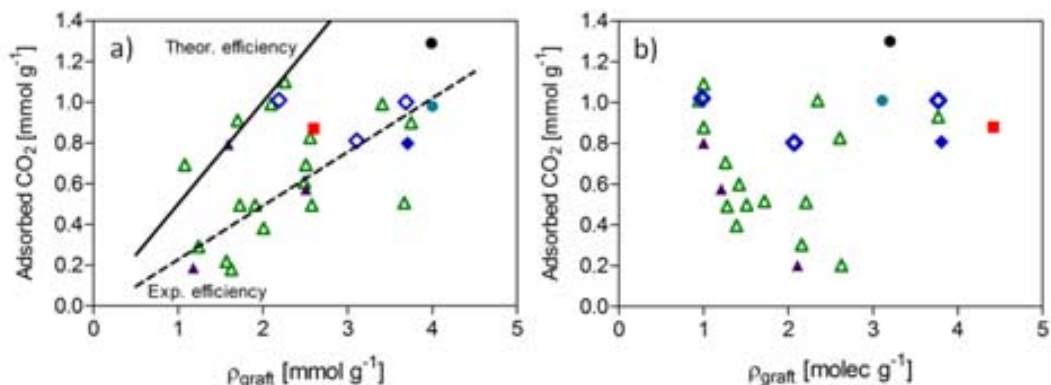 a)
Theor. efficiency
Exp. efficiency
Adsorbed CO₂ [mmol g⁻¹]
1.4
1.2
1.0
0.8
0.6
0.4
0.2
0.0
0 1 2 3 4 5
ρgraft [mmol g⁻¹]
b)
Adsorbed CO₂ [mmol g⁻¹]
1.4
1.2
1.0
0.8
0.6
0.4
0.2
0.0
0 1 2 3 4 5
ρgraft [molec g⁻¹]